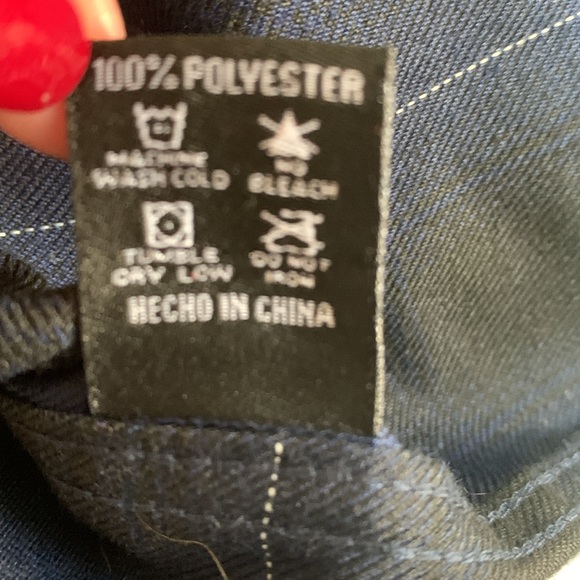 100% POLYESTER
MACHINE WASH COLD
NO BLEACH
TUMBLE DRY LOW
DO NOT IRON
HECHO IN CHINA